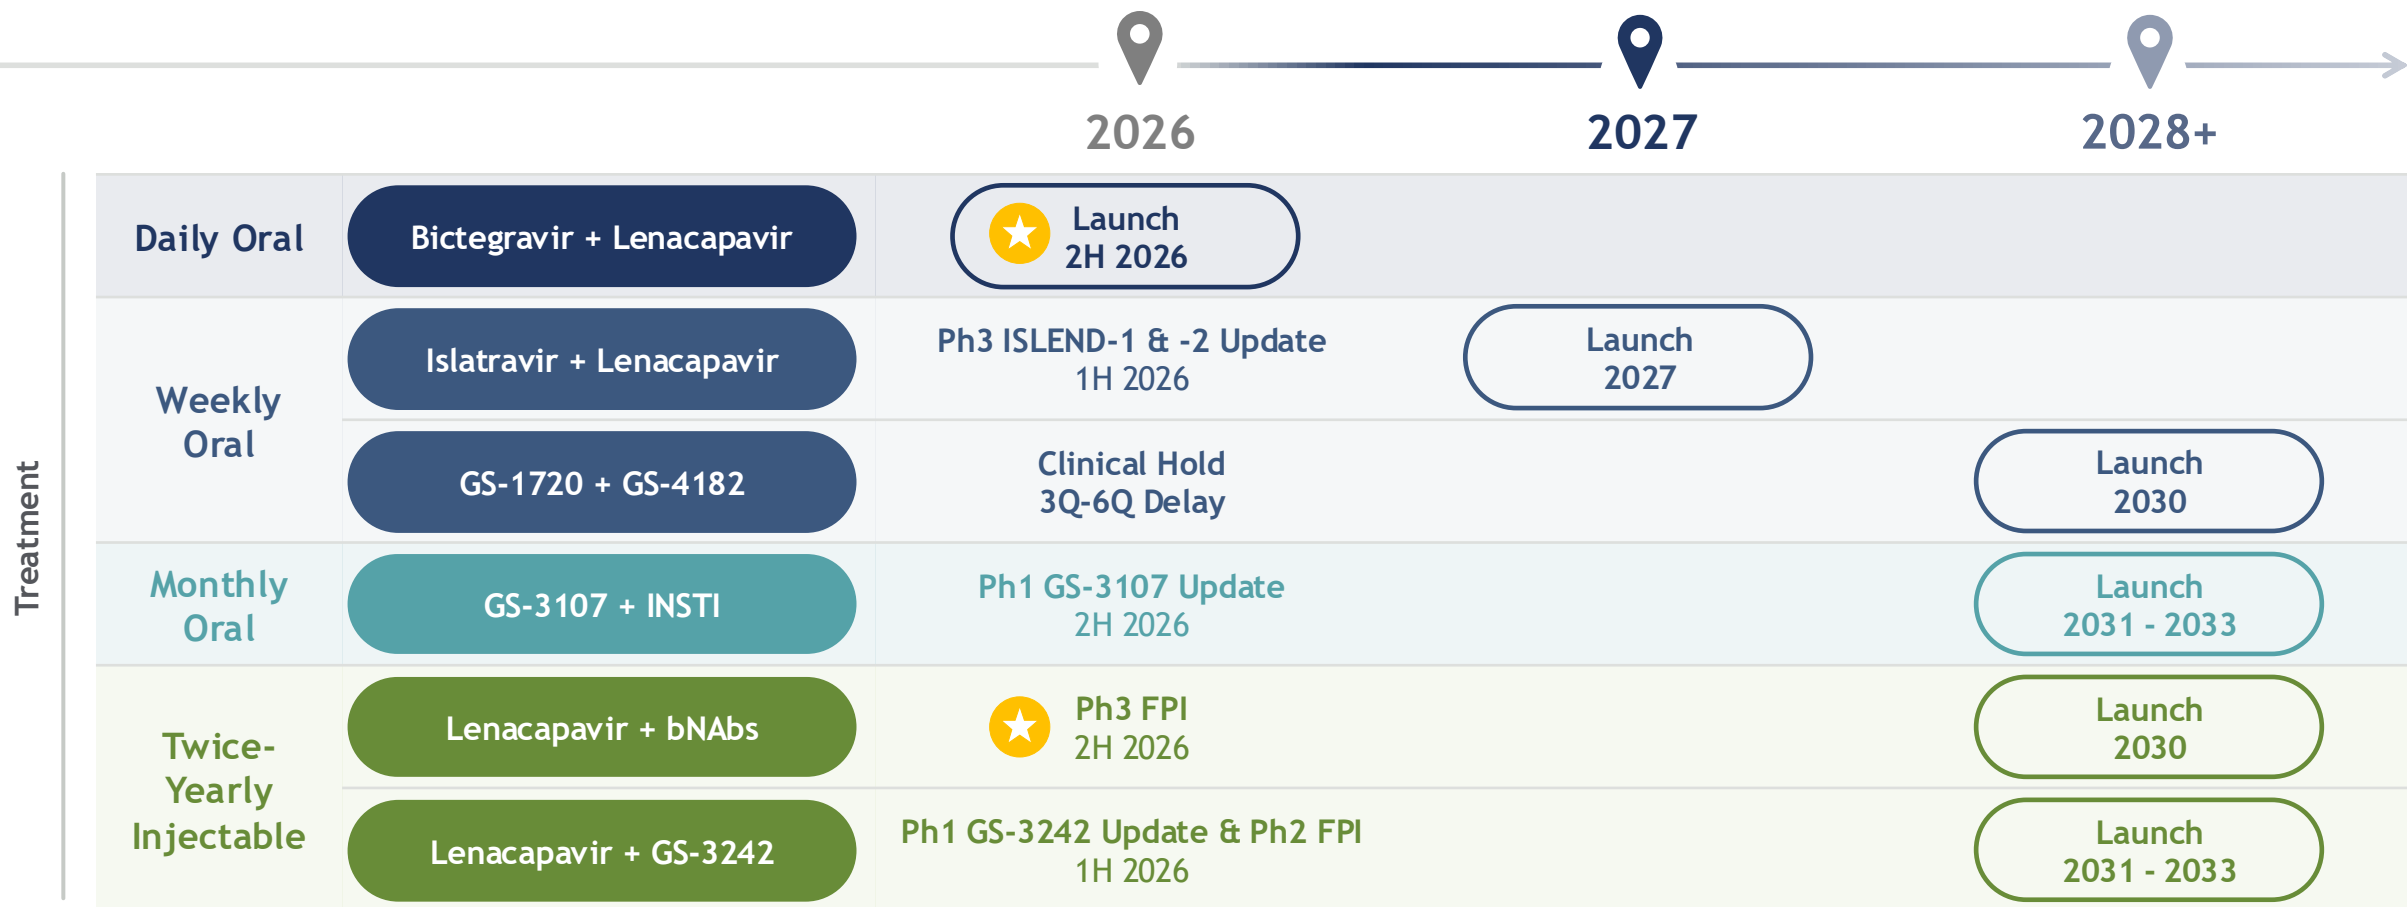 2026
2027
2028+
Treatment
Daily Oral
Bictegravir + Lenacapavir
Launch
2H 2026
Weekly
Oral
Islatravir + Lenacapavir
Ph3 ISLEND-1 & -2 Update
1H 2026
Launch
2027
GS-1720 + GS-4182
Clinical Hold
3Q-6Q Delay
Launch
2030
Monthly
Oral
GS-3107 + INSTI
Ph1 GS-3107 Update
2H 2026
Launch
2031 - 2033
Twice-
Yearly
Injectable
Lenacapavir + bNAbs
Ph3 FPI
2H 2026
Launch
2030
Lenacapavir + GS-3242
Ph1 GS-3242 Update & Ph2 FPI
1H 2026
Launch
2031 - 2033